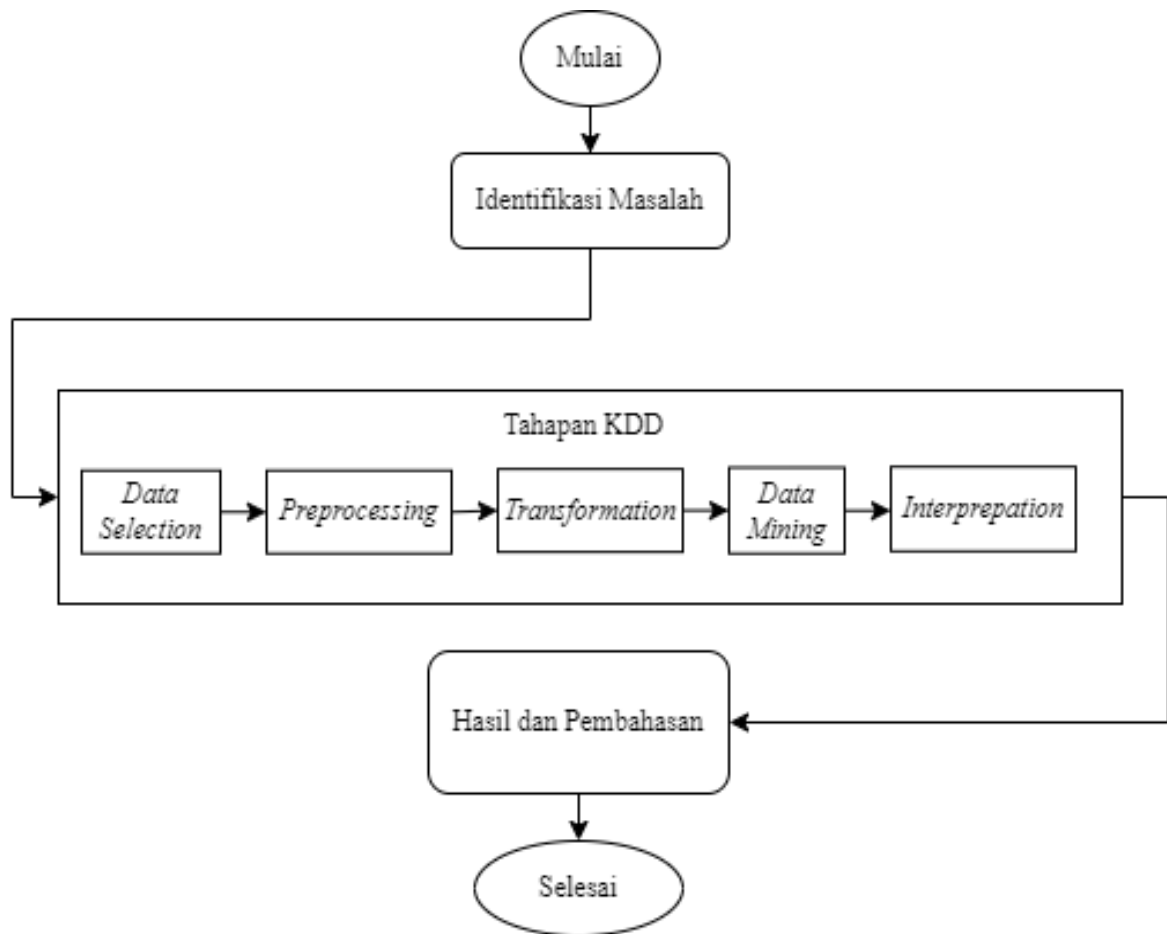 Mulai
Identifikasi Masalah
Tahapan KDD
Data
Selection
Preprocessing
Transformation
Data
Mining
Interprepation
Hasil dan Pembahasan
Selesai